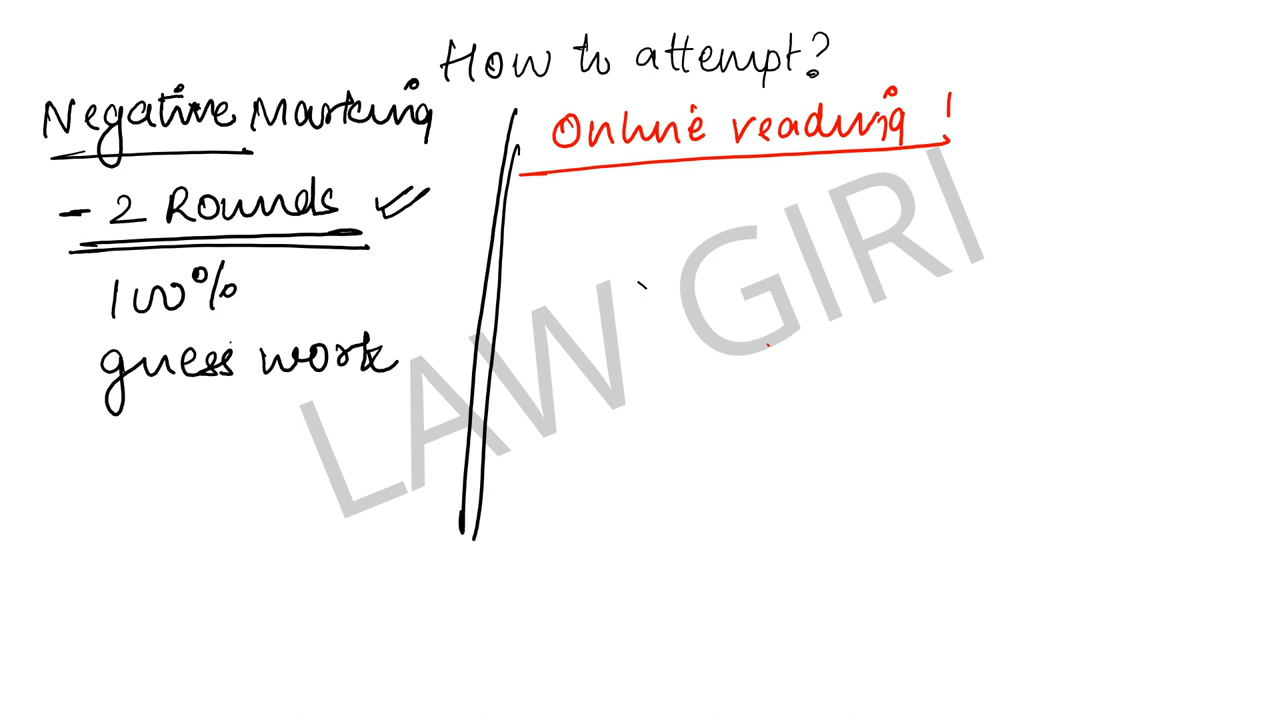 How to attempt?
Negative Marking
- 2 Rounds ✓
100%
guess work
Online reading !
LAW GIRI